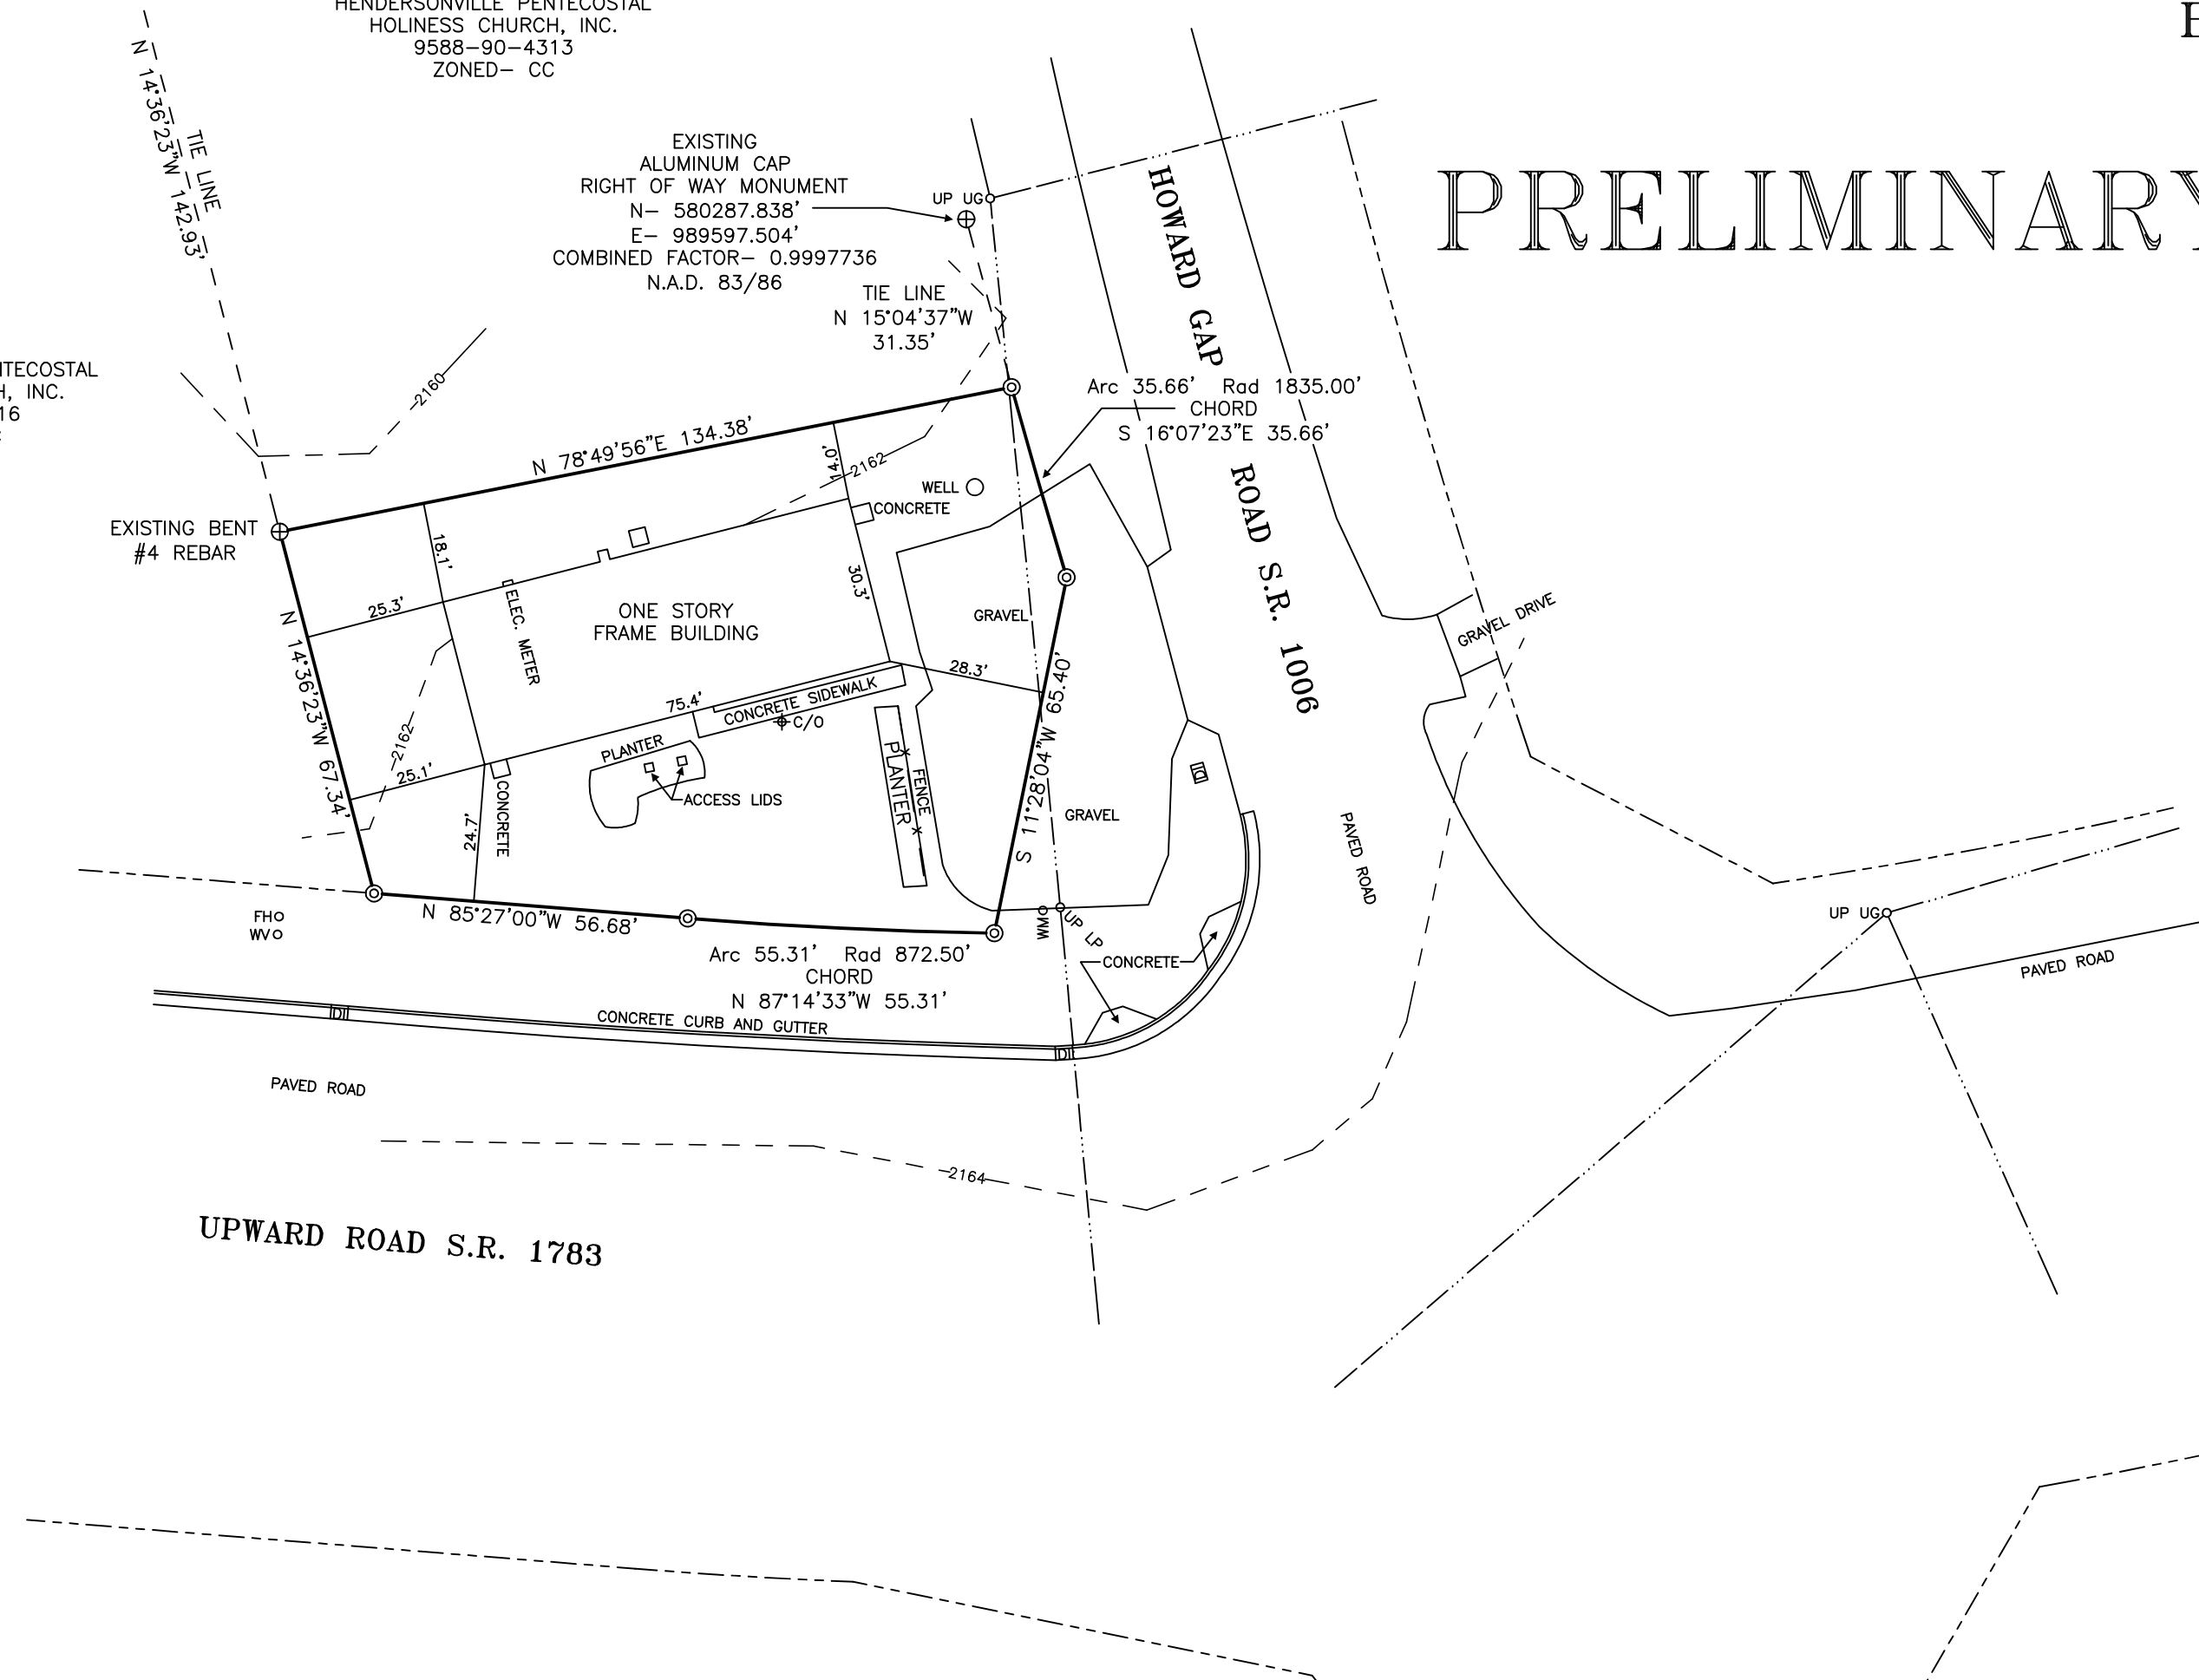 HENDERSONVILLE PENTECOSTAL
HOLINESS CHURCH, INC.
9588-90-4313
ZONED- CC
PRELIMINARY
TIE LINE
N 14°36'23"W 142.93'
EXISTING
ALUMINUM CAP
RIGHT OF WAY MONUMENT
N- 580287.838'
E- 989597.504'
COMBINED FACTOR- 0.9997736
N.A.D. 83/86
UP UG
TIE LINE
N 15°04'37"W
31.35'
HOWARD GAP ROAD S.R. 1006
NTECOSTAL
H, INC.
16
2160
Arc 35.66' Rad 1835.00'
CHORD
S 16°07'23"E 35.66'
N 78°49'56"E 134.38'
14.0'
2162
WELL
CONCRETE
EXISTING BENT
#4 REBAR
18.1'
25.3'
ELEC. METER
ONE STORY
FRAME BUILDING
30.3'
GRAVEL
GRAVEL DRIVE
N 14°36'23"W 67.34'
28.3'
75.4'
CONCRETE SIDEWALK
C/O
S 11°28'04"W 65.40'
2162
25.1'
PLANTER
ACCESS LIDS
CONCRETE
24.7'
PLANTER
X FENCE X
GRAVEL
DI
PAVED ROAD
FH
WV
N 85°27'00"W 56.68'
WM
UP LP
UP UG
Arc 55.31' Rad 872.50'
CHORD
N 87°14'33"W 55.31'
CONCRETE
PAVED ROAD
DI
CONCRETE CURB AND GUTTER
DI
PAVED ROAD
2164
UPWARD ROAD S.R. 1783